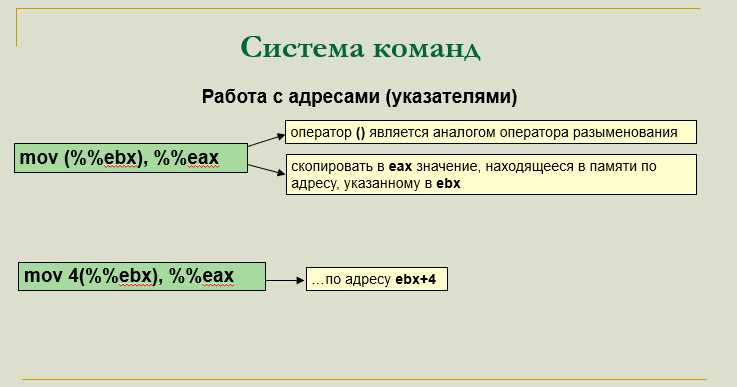 Система команд
Работа с адресами (указателями)
mov (%%ebx), %%eax
оператор () является аналогом оператора разыменования
скопировать в eax значение, находящееся в памяти по
адресу, указанному в ebx
mov 4(%%ebx), %%eax
…по адресу ebx+4